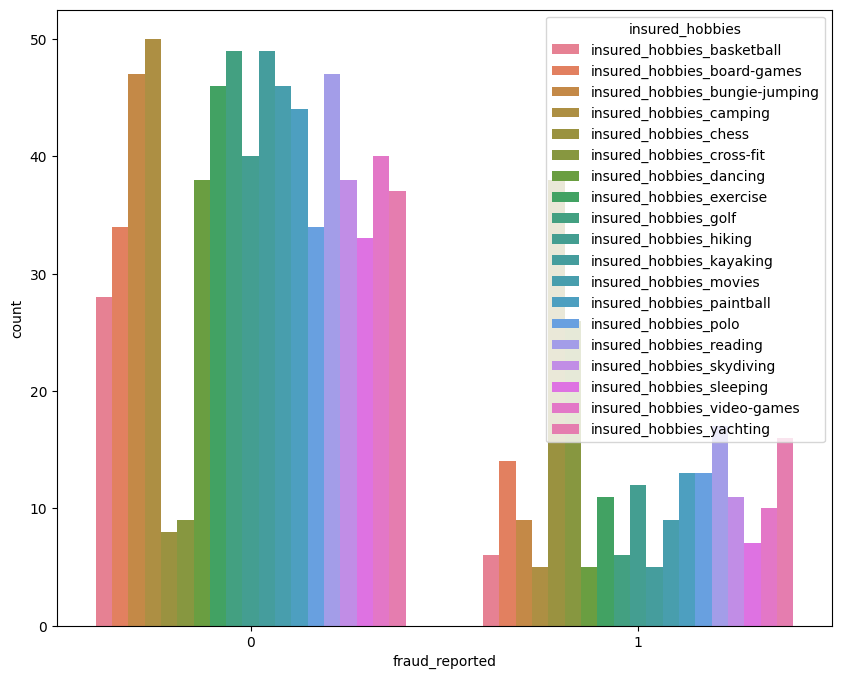 insured_hobbies
insured_hobbies_basketball
insured_hobbies_board-games
insured_hobbies_bungie-jumping
insured_hobbies_camping
insured_hobbies_chess
insured_hobbies_cross-fit
insured_hobbies_dancing
insured_hobbies_exercise
insured_hobbies_golf
insured_hobbies_hiking
insured_hobbies_kayaking
insured_hobbies_movies
insured_hobbies_paintball
insured_hobbies_polo
insured_hobbies_reading
insured_hobbies_skydiving
insured_hobbies_sleeping
insured_hobbies_video-games
insured_hobbies_yachting
50
40
30
20
10
0
count
0 1
fraud_reported